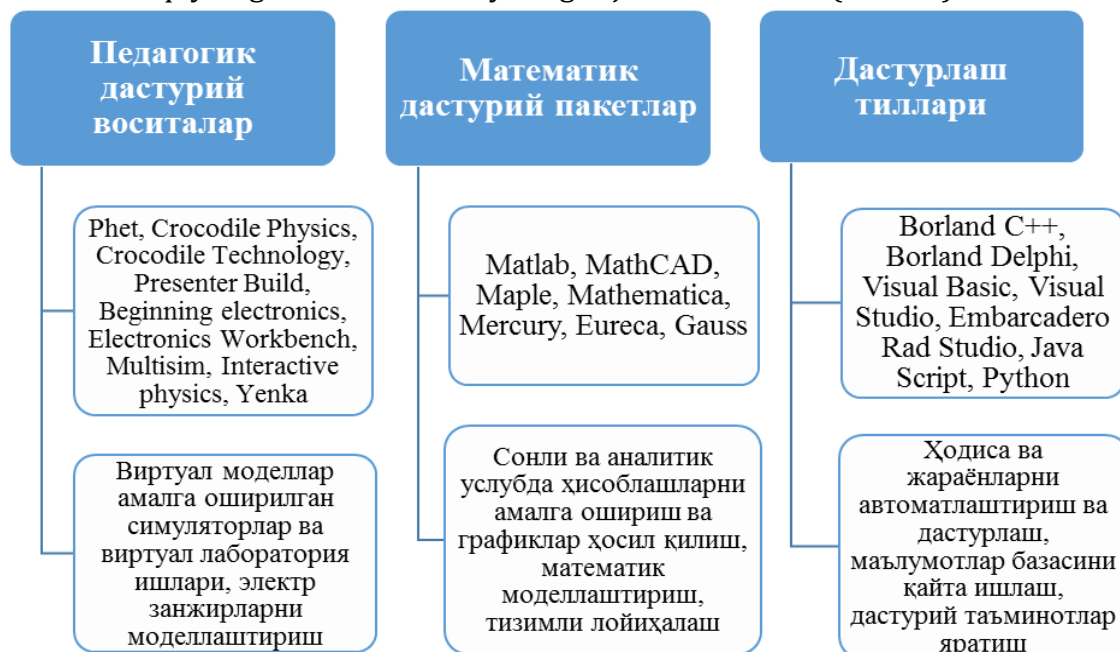 Педагогик
дастурий
воситалар
Phet, Crocodile Physics,
Crocodile Technology,
Presenter Build,
Beginning electronics,
Electronics Workbench,
Multisim, Interactive
physics, Yenka
Виртуал моделлар
амалга оширилган
симуляторлар ва
виртуал лаборатория
ишлари, электр
занжирларни
моделлаштириш
Математик
дастурий пакетлар
Matlab, MathCAD,
Maple, Mathematica,
Mercury, Eureca, Gauss
Сонли ва аналитик
услубда ҳисоблашларни
амалга ошириш ва
графиклар ҳосил қилиш,
математик
моделлаштириш,
тизимли лойиҳалаш
Дастурлаш
тиллари
Borland C++,
Borland Delphi,
Visual Basic, Visual
Studio, Embarcadero
Rad Studio, Java
Script, Python
Ҳодиса ва
жараёнларни
автоматлаштириш ва
дастурлаш,
маълумотлар базасини
қайта ишлаш,
дастурий таъминотлар
яратиш